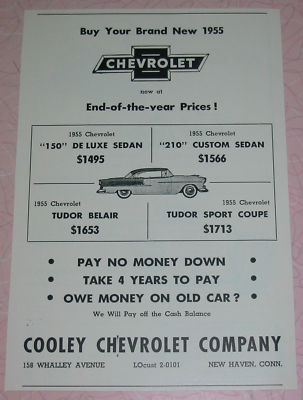 Buy Your Brand New 1955
CHEVROLET
now at
End-of-the-year Prices!
1955 Chevrolet
"150" DE LUXE SEDAN
$1495
1955 Chevrolet
"210" CUSTOM SEDAN
$1566
1955 Chevrolet
TUDOR BELAIR
$1653
1955 Chevrolet
TUDOR SPORT COUPE
$1713
• PAY NO MONEY DOWN •
• TAKE 4 YEARS TO PAY •
• OWE MONEY ON OLD CAR? •
We Will Pay off the Cash Balance
COOLEY CHEVROLET COMPANY
158 WHALLEY AVENUE LOcust 2-0101 NEW HAVEN, CONN.